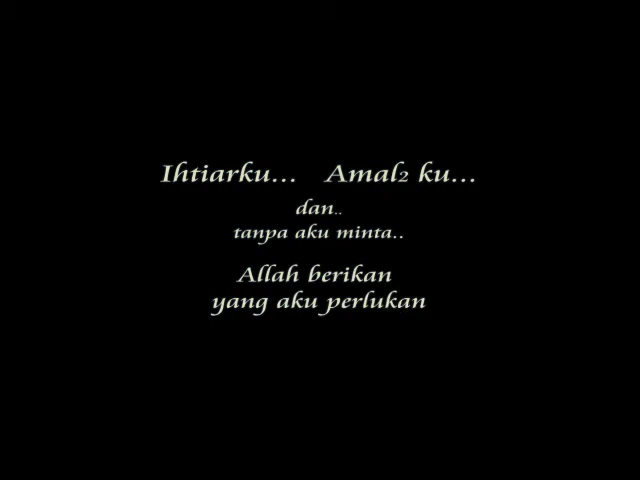 Ihtiarku... Amal2 ku...
dan..
tanpa aku minta..
Allah berikan
yang aku perlukan